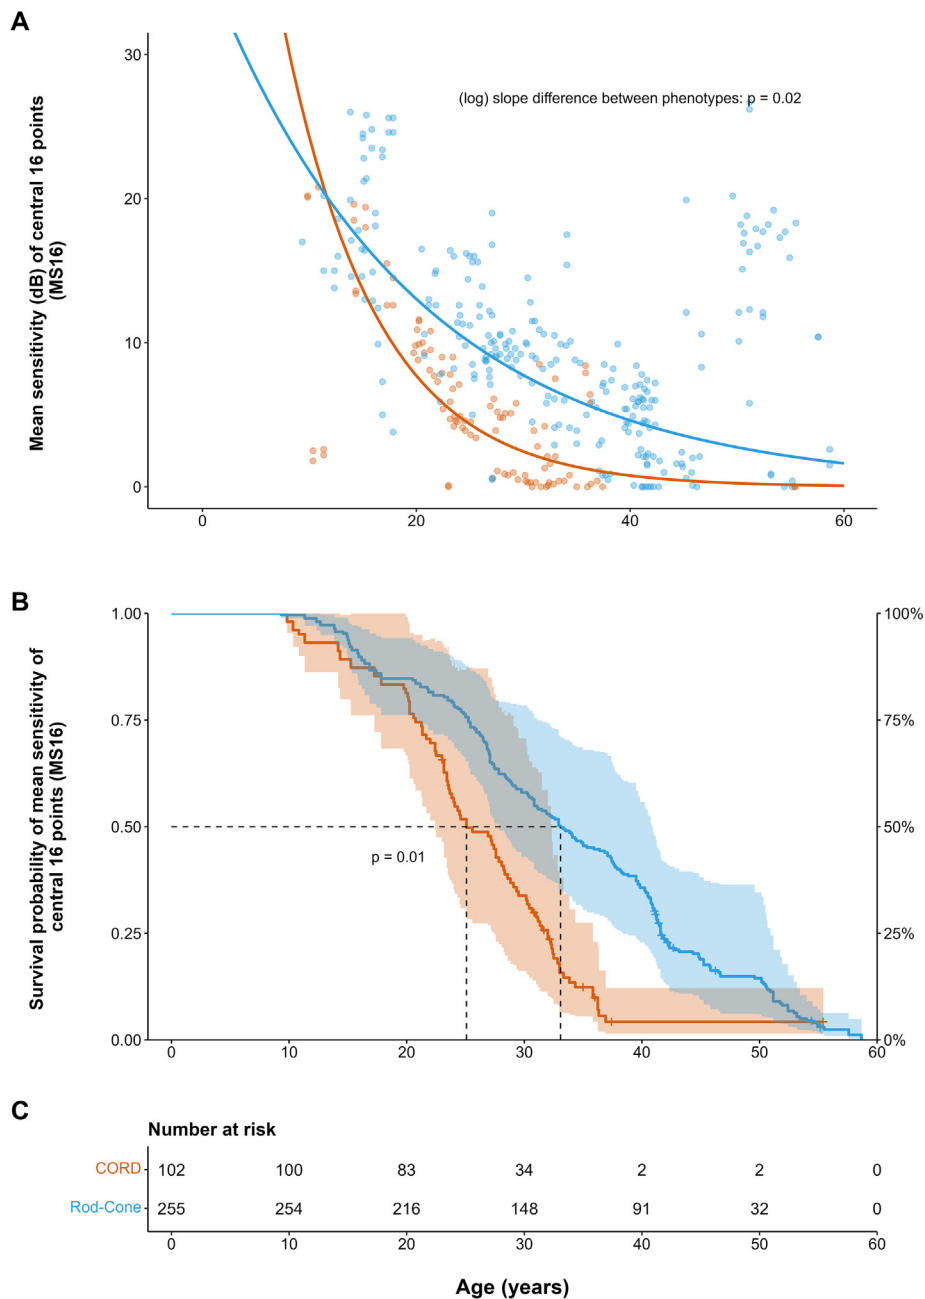 A
Mean sensitivity (dB) of central 16 points
(MS16)
30
20
10
0
(log) slope difference between phenotypes: p = 0.02
0 20 40 60
B
Survival probability of mean sensitivity of
central 16 points (MS16)
1.00
0.75
0.50
0.25
0.00
p = 0.01
100%
75%
50%
25%
0%
0 10 20 30 40 50 60
C
Number at risk
CORD 102 100 83 34 2 2 0
Rod-Cone 255 254 216 148 91 32 0
0 10 20 30 40 50 60
Age (years)